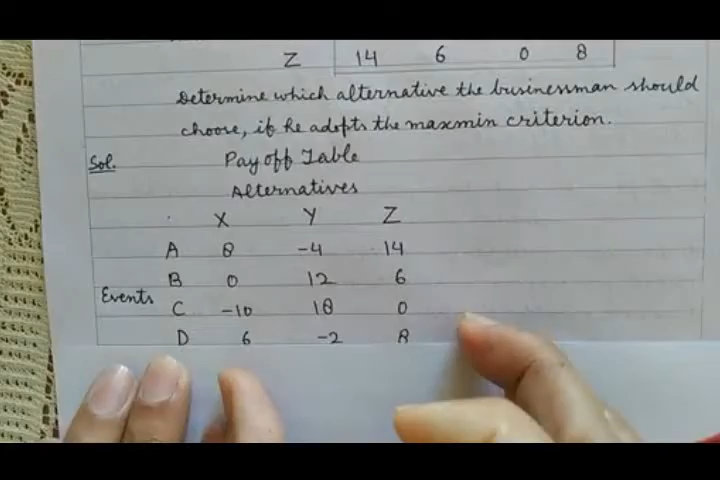 Z 14 6 0 8
Determine which alternative the businessman should
choose, if he adopts the maxmin criterion.
Sol. Pay off Table
Alternatives
X Y Z
A 8 -4 14
B 0 12 6
Events C -10 18 0
D 6 -2 8